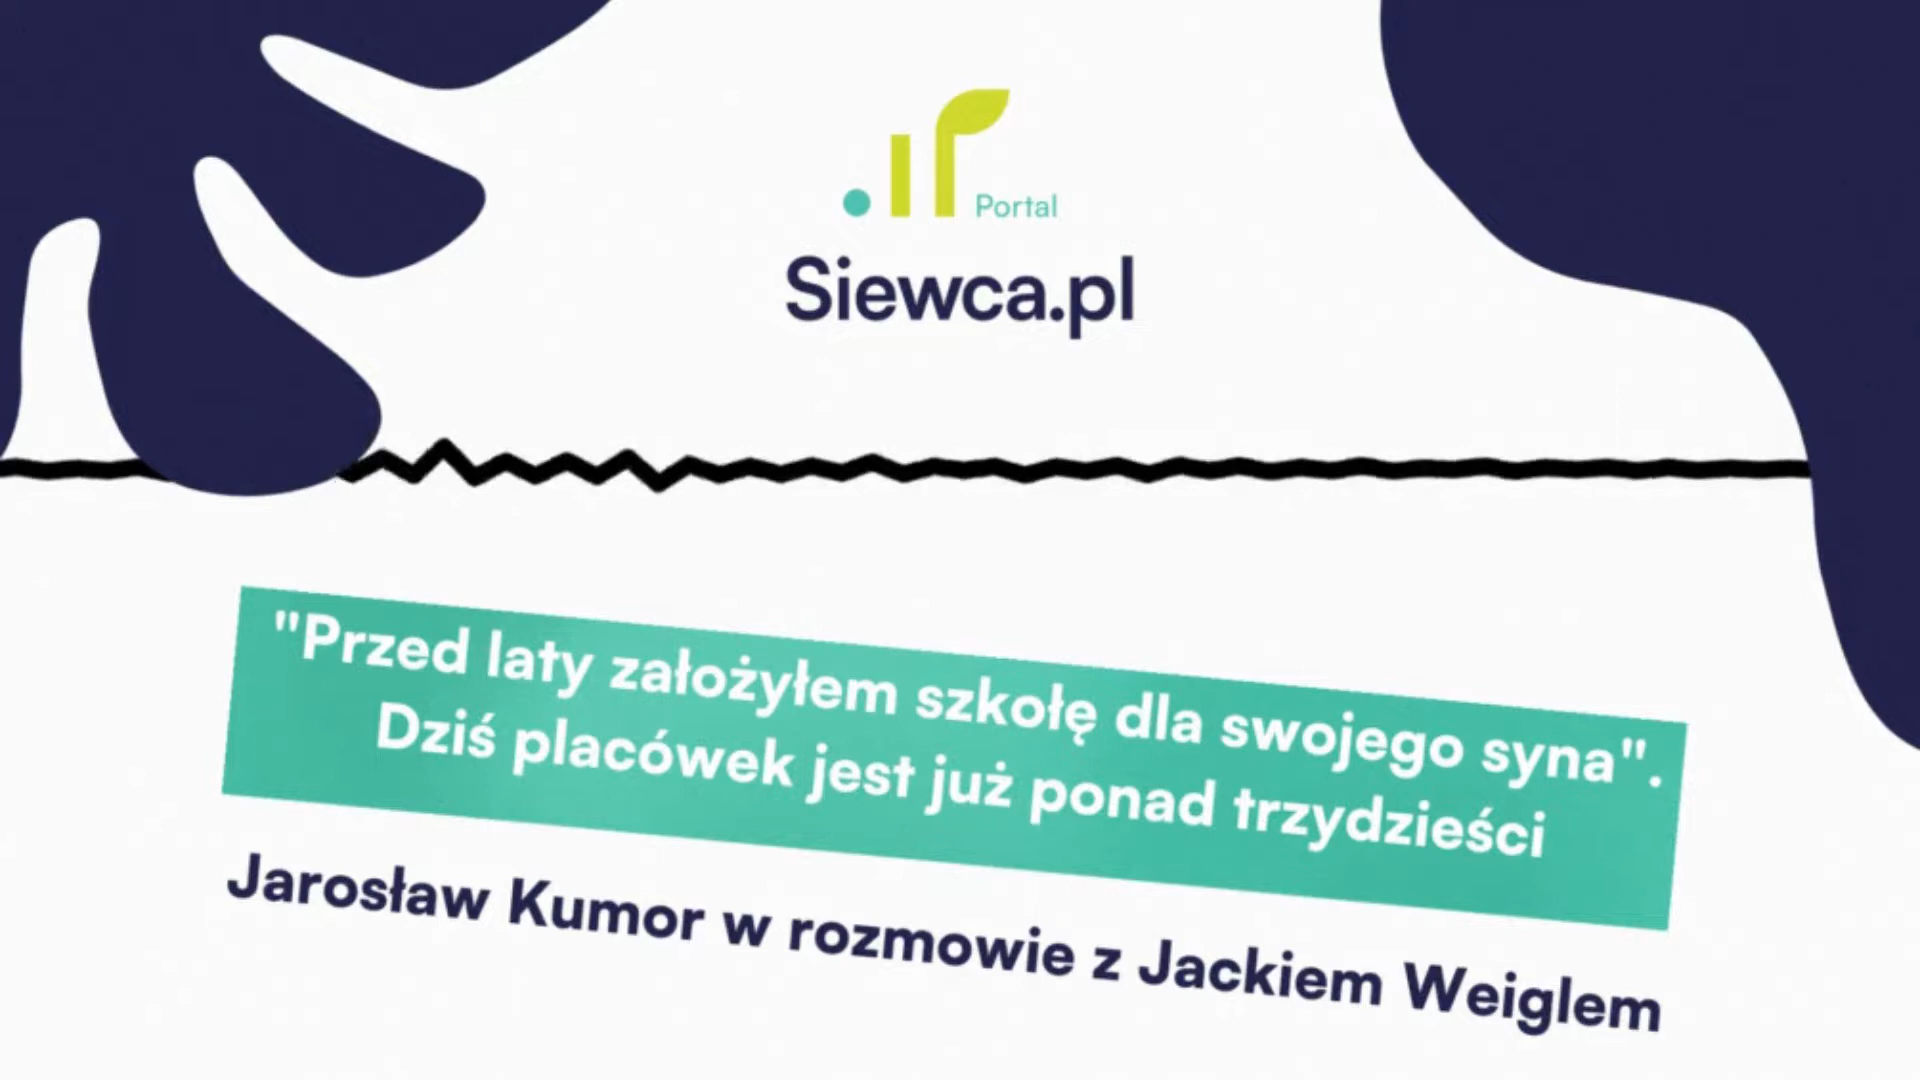 Portal
Siewca.pl
"Przed laty założyłem szkołę dla swojego syna".
Dziś placówek jest już ponad trzydzieści
Jarosław Kumor w rozmowie z Jackiem Weiglem